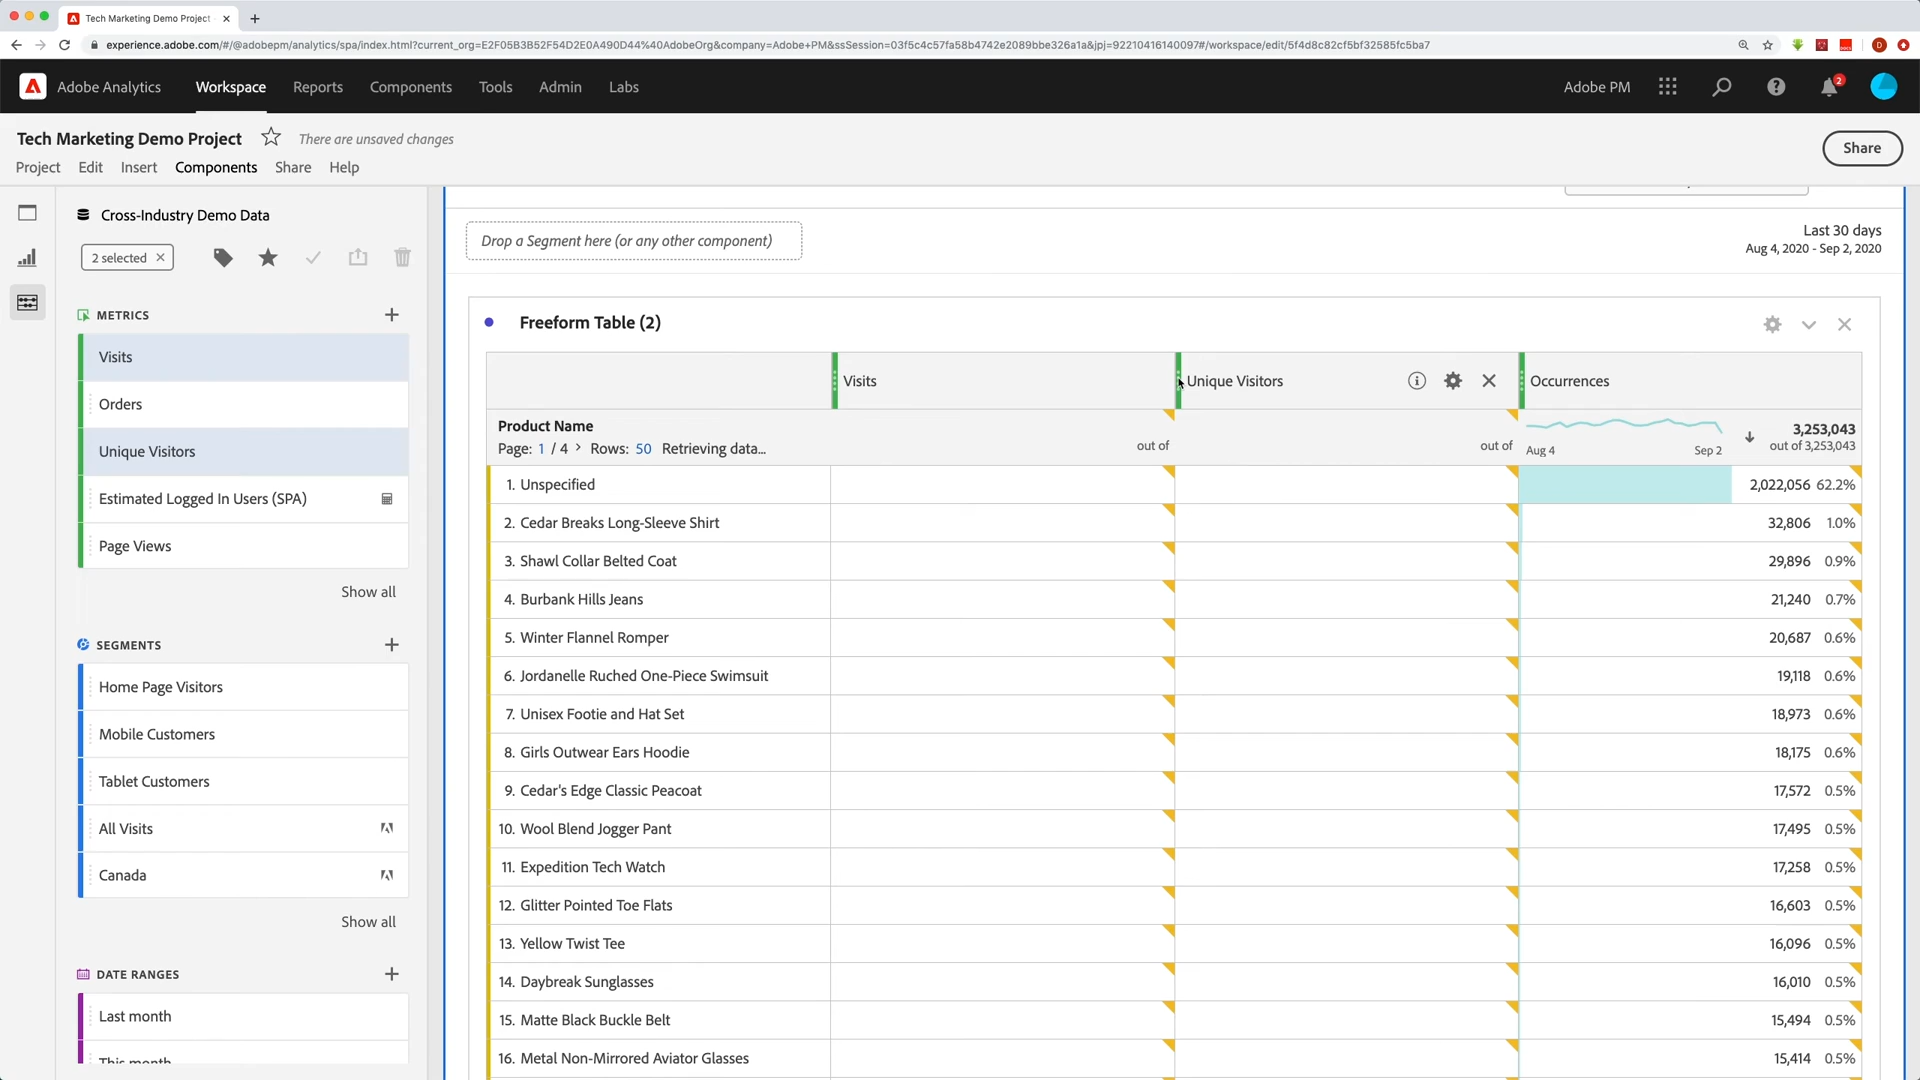 Tech Marketing Demo Project
experience.adobe.com/#/@adobepm/analytics/spa/index.html?current_org=E2F05B3B52F54D2E0A490D44%40AdobeOrg&company=Adobe+PM&ssSession=03f5c4c57fa58b4742e2089bbe326a1a&jpj=92210416140097#/workspace/edit/5f4d8c82cf5bf32585fc5ba7
Adobe Analytics Workspace Reports Components Tools Admin Labs Adobe PM 2
Tech Marketing Demo Project There are unsaved changes
Share
Project Edit Insert Components Share Help
Cross-Industry Demo Data
2 selected
METRICS
Visits
Orders
Unique Visitors
Estimated Logged In Users (SPA)
Page Views
Show all
SEGMENTS
Home Page Visitors
Mobile Customers
Tablet Customers
All Visits
Canada
Show all
DATE RANGES
Last month
This month
Drop a Segment here (or any other component)
Last 30 days
Aug 4, 2020 - Sep 2, 2020
Freeform Table (2)
Visits Unique Visitors Occurrences
Product Name
Page: 1 / 4 > Rows: 50 Retrieving data...
out of
out of
Aug 4 Sep 2
3,253,043
out of 3,253,043
1. Unspecified 2,022,056 62.2%
2. Cedar Breaks Long-Sleeve Shirt 32,806 1.0%
3. Shawl Collar Belted Coat 29,896 0.9%
4. Burbank Hills Jeans 21,240 0.7%
5. Winter Flannel Romper 20,687 0.6%
6. Jordanelle Ruched One-Piece Swimsuit 19,118 0.6%
7. Unisex Footie and Hat Set 18,973 0.6%
8. Girls Outwear Ears Hoodie 18,175 0.6%
9. Cedar's Edge Classic Peacoat 17,572 0.5%
10. Wool Blend Jogger Pant 17,495 0.5%
11. Expedition Tech Watch 17,258 0.5%
12. Glitter Pointed Toe Flats 16,603 0.5%
13. Yellow Twist Tee 16,096 0.5%
14. Daybreak Sunglasses 16,010 0.5%
15. Matte Black Buckle Belt 15,494 0.5%
16. Metal Non-Mirrored Aviator Glasses 15,414 0.5%